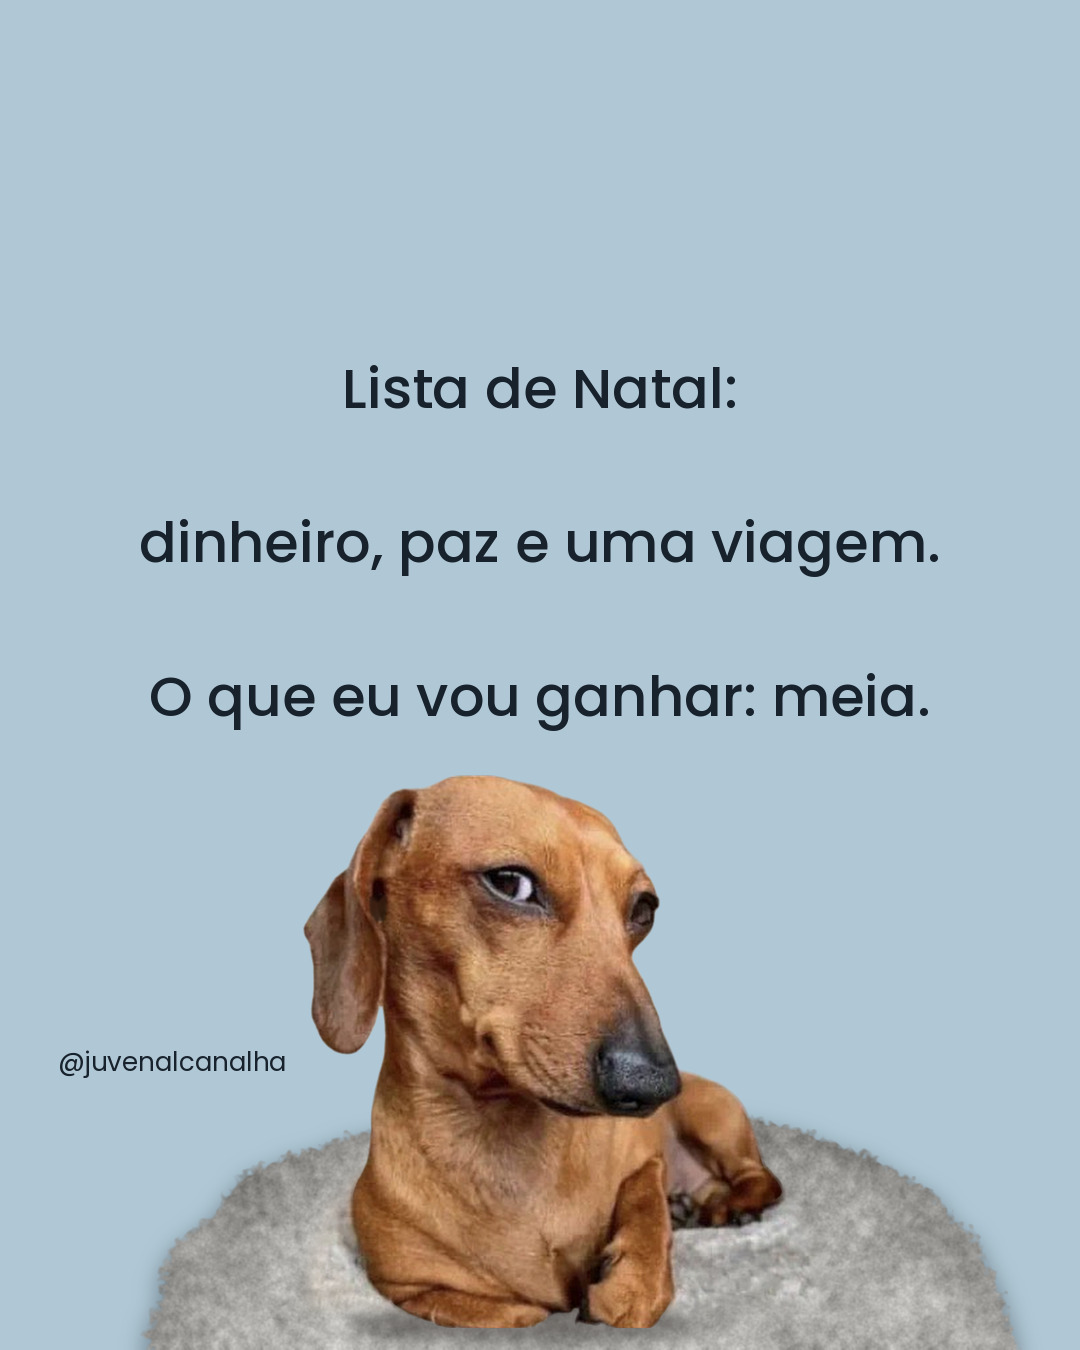 Lista de Natal:
dinheiro, paz e uma viagem.
O que eu vou ganhar: meia.
@juvenalcanalha